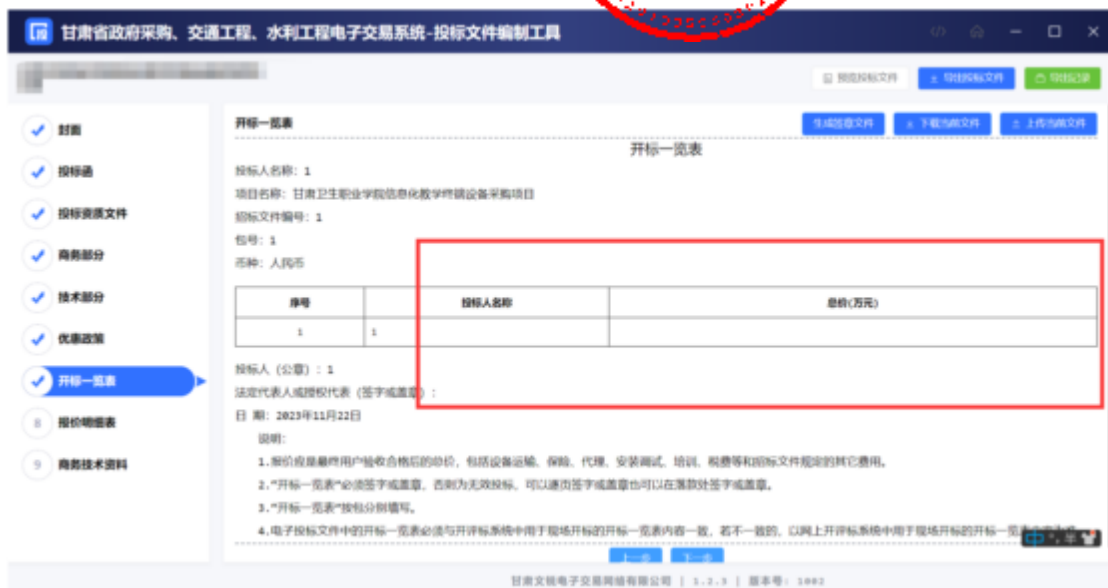 甘肃省政府采购、交通工程、水利工程电子交易系统-投标文件编制工具
预览投标文件 导出投标文件 导出记录
封面
投标函
投标资质文件
商务部分
技术部分
优惠政策
开标一览表
8 报价明细表
9 商务技术资料
开标一览表 生成签章文件 下载当前文件 上传当前文件
开标一览表
投标人名称: 1
项目名称: 甘肃卫生职业学院信息化教学终端设备采购项目
招标文件编号: 1
包号: 1
币种: 人民币
序号 投标人名称 总价(万元)
1 1
投标人 (公章) : 1
法定代表人或授权代表 (签字或盖章) :
日 期: 2023年11月22日
说明:
1.报价应是最终用户验收合格后的总价, 包括设备运输、保险、代理、安装调试、培训、税费等和招标文件规定的其它费用。
2."开标一览表"必须签字或盖章, 否则为无效投标, 可以逐页签字或盖章也可以在落款处签字或盖章。
3."开标一览表"按包分别填写。
4.电子投标文件中的开标一览表必须与开评标系统中用于现场开标的开标一览表内容一致, 若不一致的, 以网上开评标系统中用于现场开标的开标一览
中 半
上一步 下一步
甘肃文锐电子交易网络有限公司 | 1.2.3 | 版本号: 1002